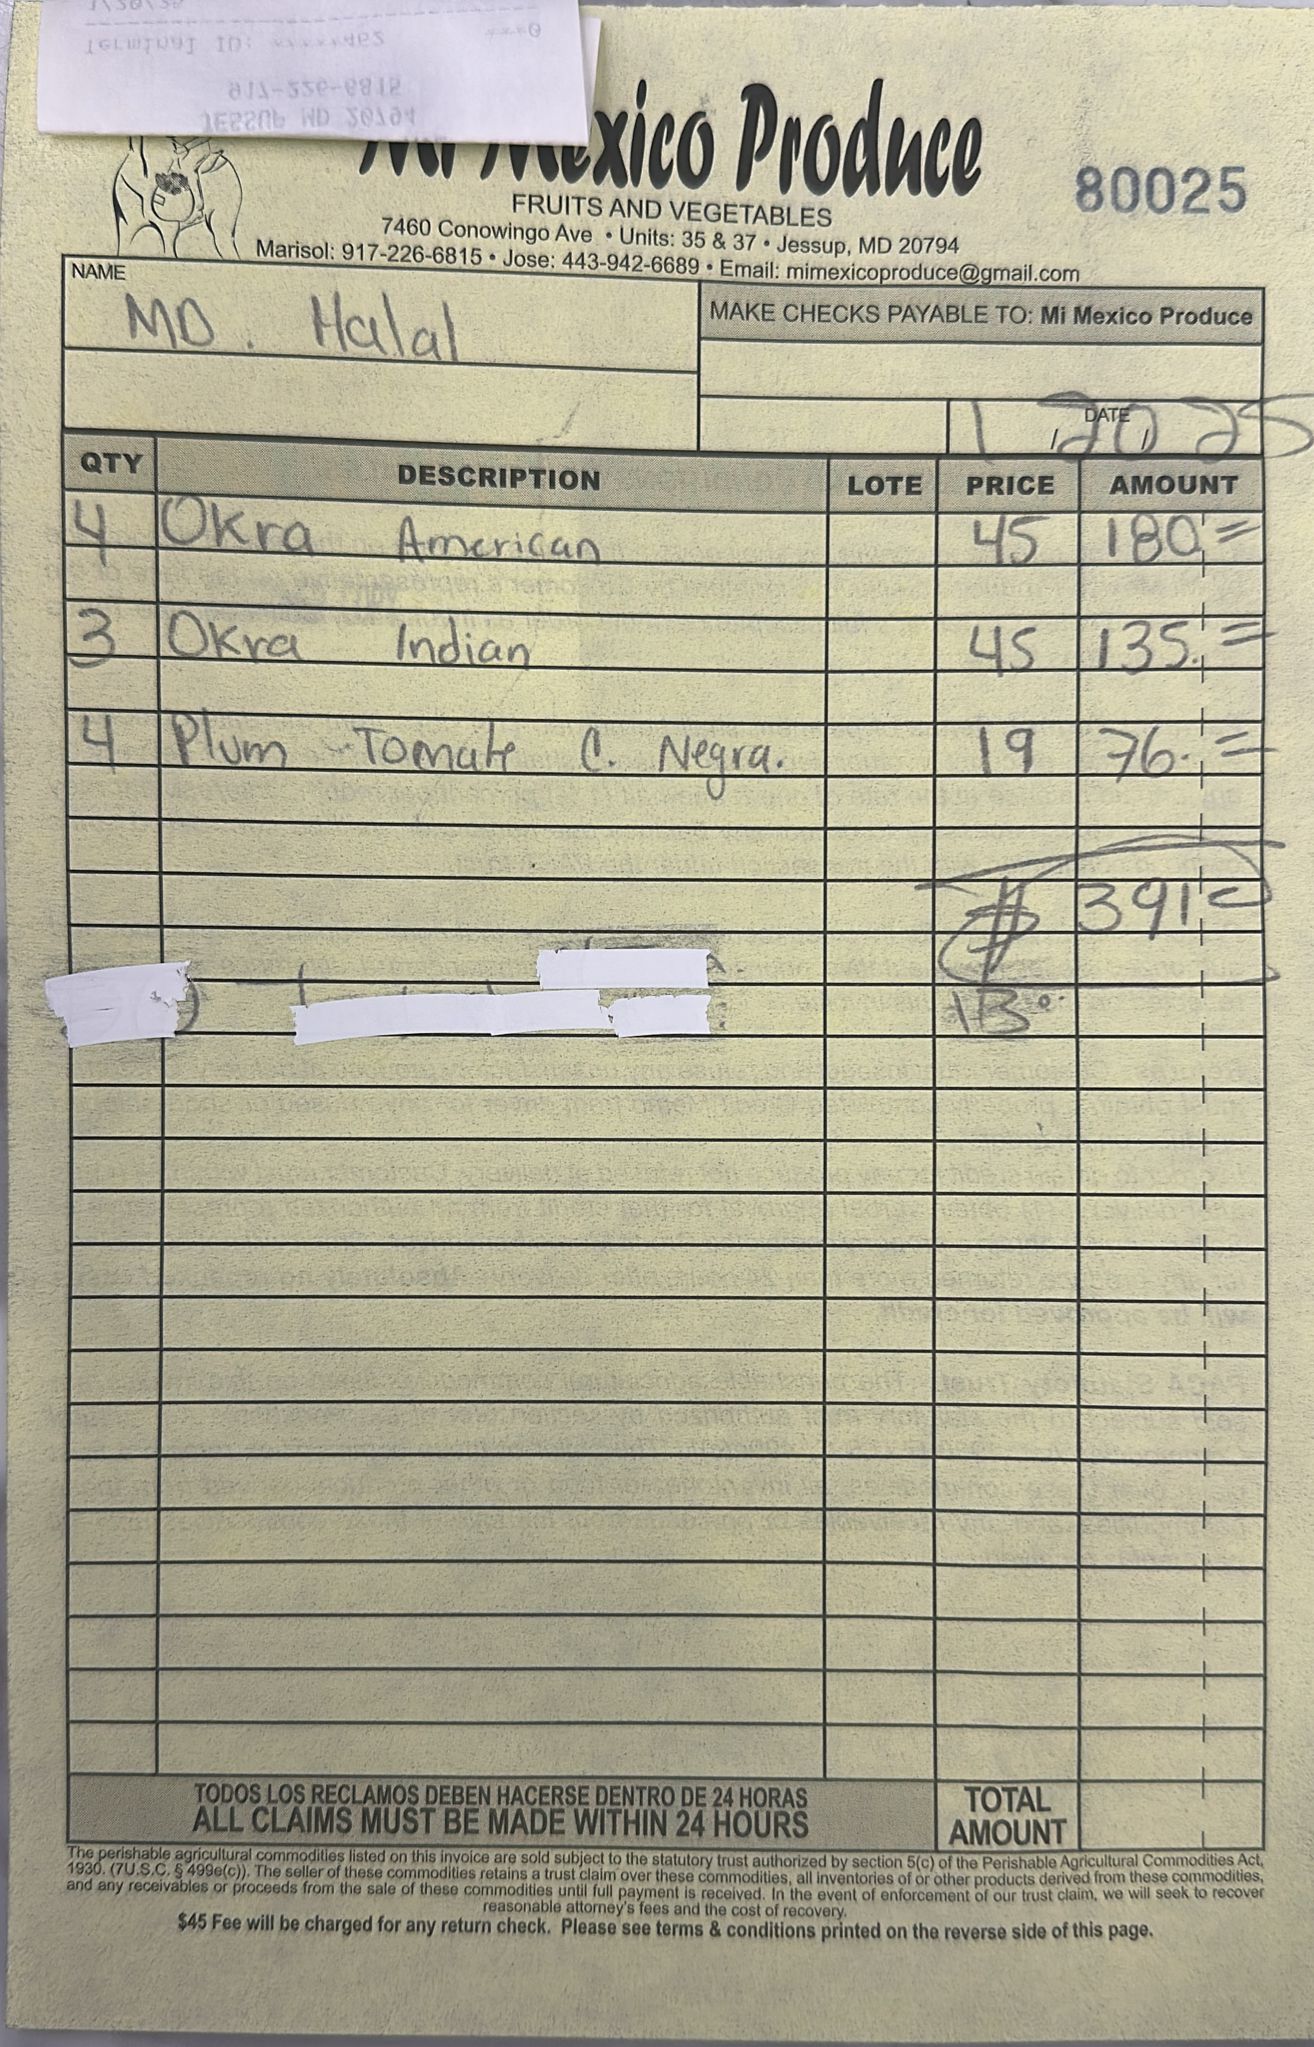 1/20/25
Terminal ID: *****462 ***0
917-226-6815
JESSUP MD 20794
Mi Mexico Produce
80025
FRUITS AND VEGETABLES
7460 Conowingo Ave • Units: 35 & 37 • Jessup, MD 20794
Marisol: 917-226-6815 • Jose: 443-942-6689 • Email: mimexicoproduce@gmail.com
NAME
MD. Halal
MAKE CHECKS PAYABLE TO: Mi Mexico Produce
DATE
1 / 20 / 25
QTY DESCRIPTION LOTE PRICE AMOUNT
4 Okra American 45 180.=
3 Okra Indian 45 135.=
4 Plum Tomate C. Negra. 19 76.=
$ 391=
13
TODOS LOS RECLAMOS DEBEN HACERSE DENTRO DE 24 HORAS
ALL CLAIMS MUST BE MADE WITHIN 24 HOURS
TOTAL
AMOUNT
The perishable agricultural commodities listed on this invoice are sold subject to the statutory trust authorized by section 5(c) of the Perishable Agricultural Commodities Act,
1930. (7U.S.C. § 499e(c)). The seller of these commodities retains a trust claim over these commodities, all inventories of or other products derived from these commodities,
and any receivables or proceeds from the sale of these commodities until full payment is received. In the event of enforcement of our trust claim, we will seek to recover
reasonable attorney's fees and the cost of recovery.
$45 Fee will be charged for any return check. Please see terms & conditions printed on the reverse side of this page.